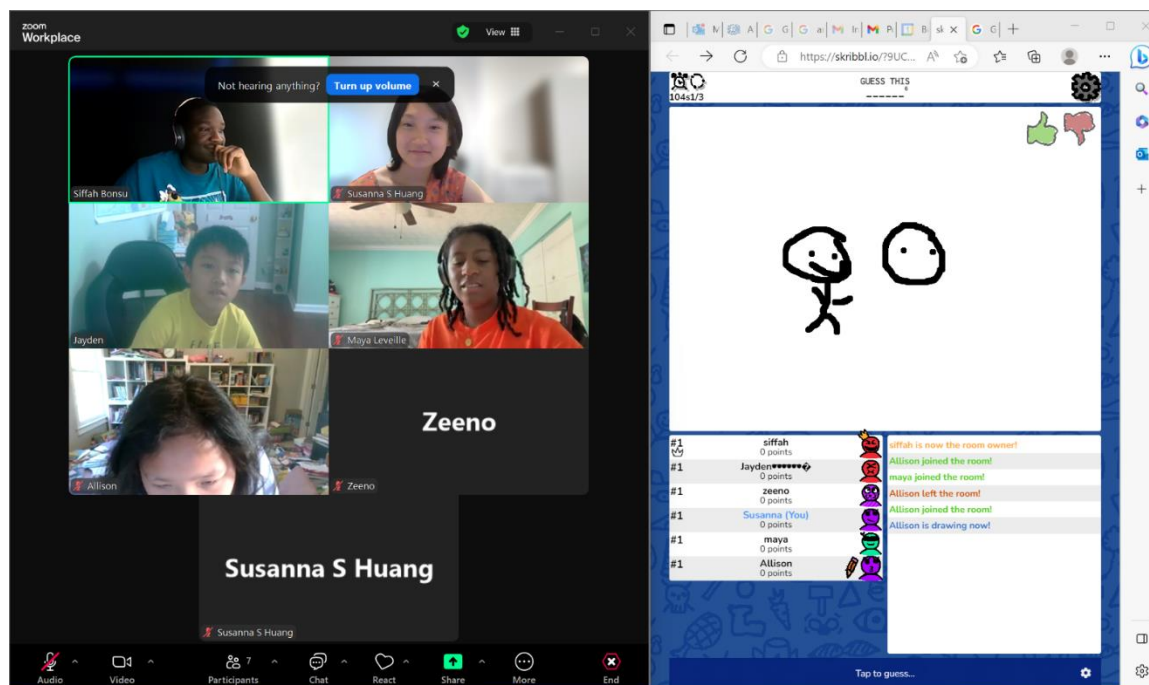 zoom
Workplace
View
Not hearing anything? Turn up volume
Siffah Bonsu
Susanna S Huang
Jayden
Maya Leveille
Allison
Zeeno
Zeeno
Susanna S Huang
Susanna S Huang
Audio
Video
7
Participants
Chat
React
Share
More
End
https://skribbl.io/?9UC...
104s1/3
GUESS THIS
6
______
#1 siffah
0 points
#1 Jayden♥♥♥♥♥♥�
0 points
#1 zeeno
0 points
#1 Susanna (You)
0 points
#1 maya
0 points
#1 Allison
0 points
siffah is now the room owner!
Allison joined the room!
maya joined the room!
Allison left the room!
Allison joined the room!
Allison is drawing now!
Tap to guess...